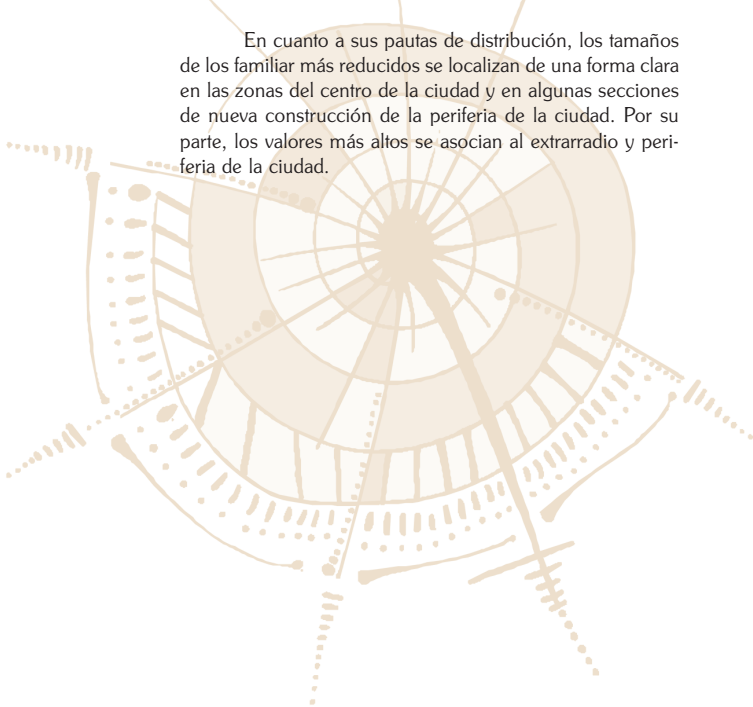 En cuanto a sus pautas de distribución, los tamaños
de los familiar más reducidos se localizan de una forma clara
en las zonas del centro de la ciudad y en algunas secciones
de nueva construcción de la periferia de la ciudad. Por su
parte, los valores más altos se asocian al extrarradio y peri-
feria de la ciudad.